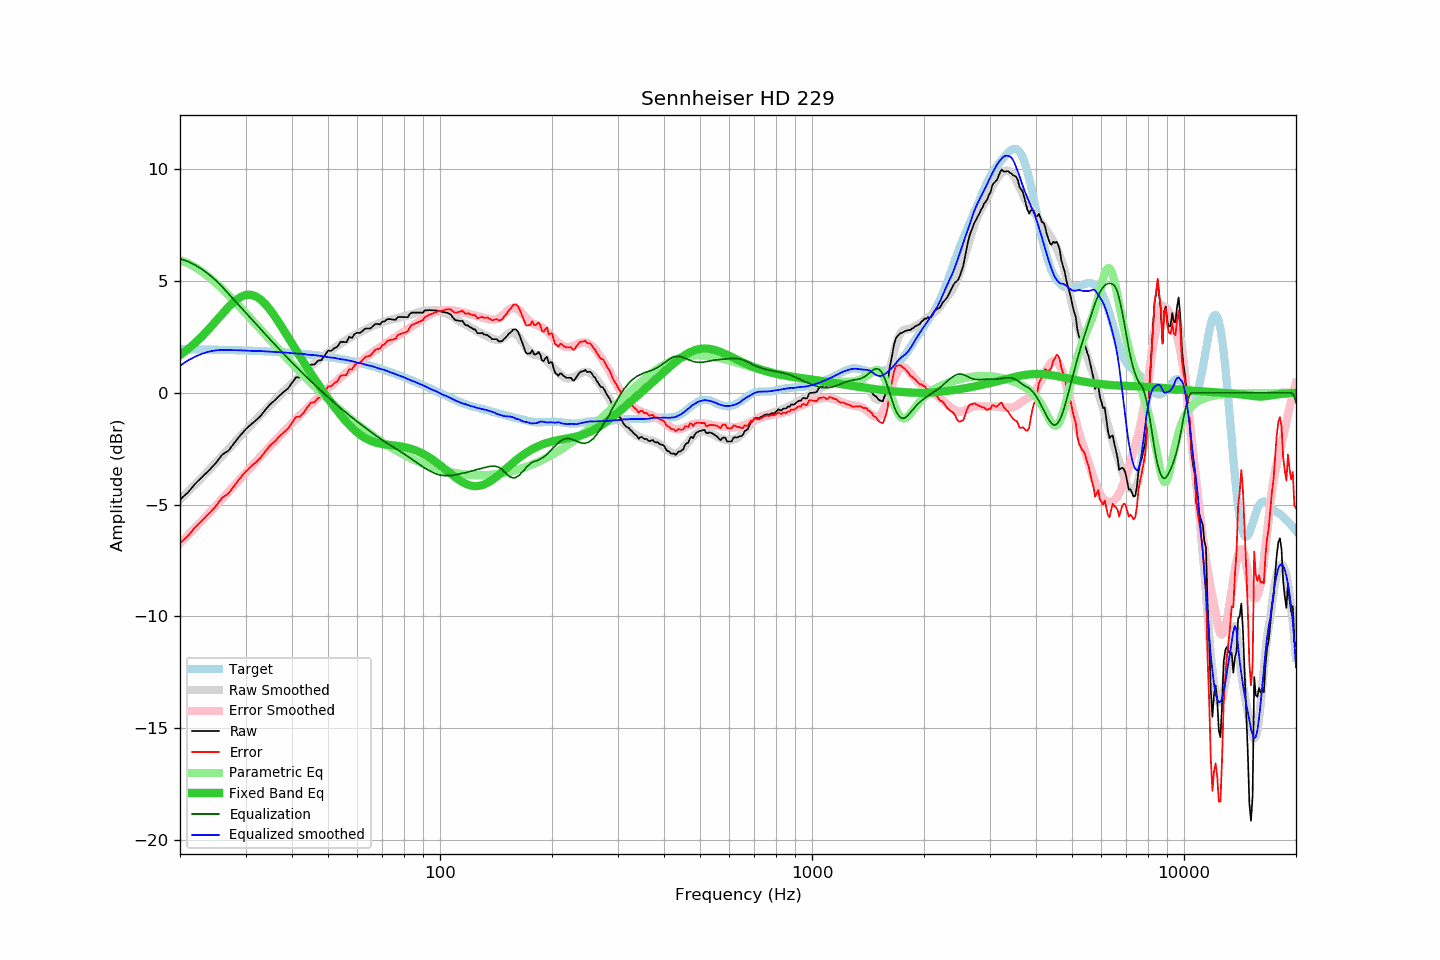 Sennheiser HD 229
10
5
0
−5
−10
−15
−20
Amplitude (dBr)
Target
Raw Smoothed
Error Smoothed
Raw
Error
Parametric Eq
Fixed Band Eq
Equalization
Equalized smoothed
100
1000
10000
Frequency (Hz)